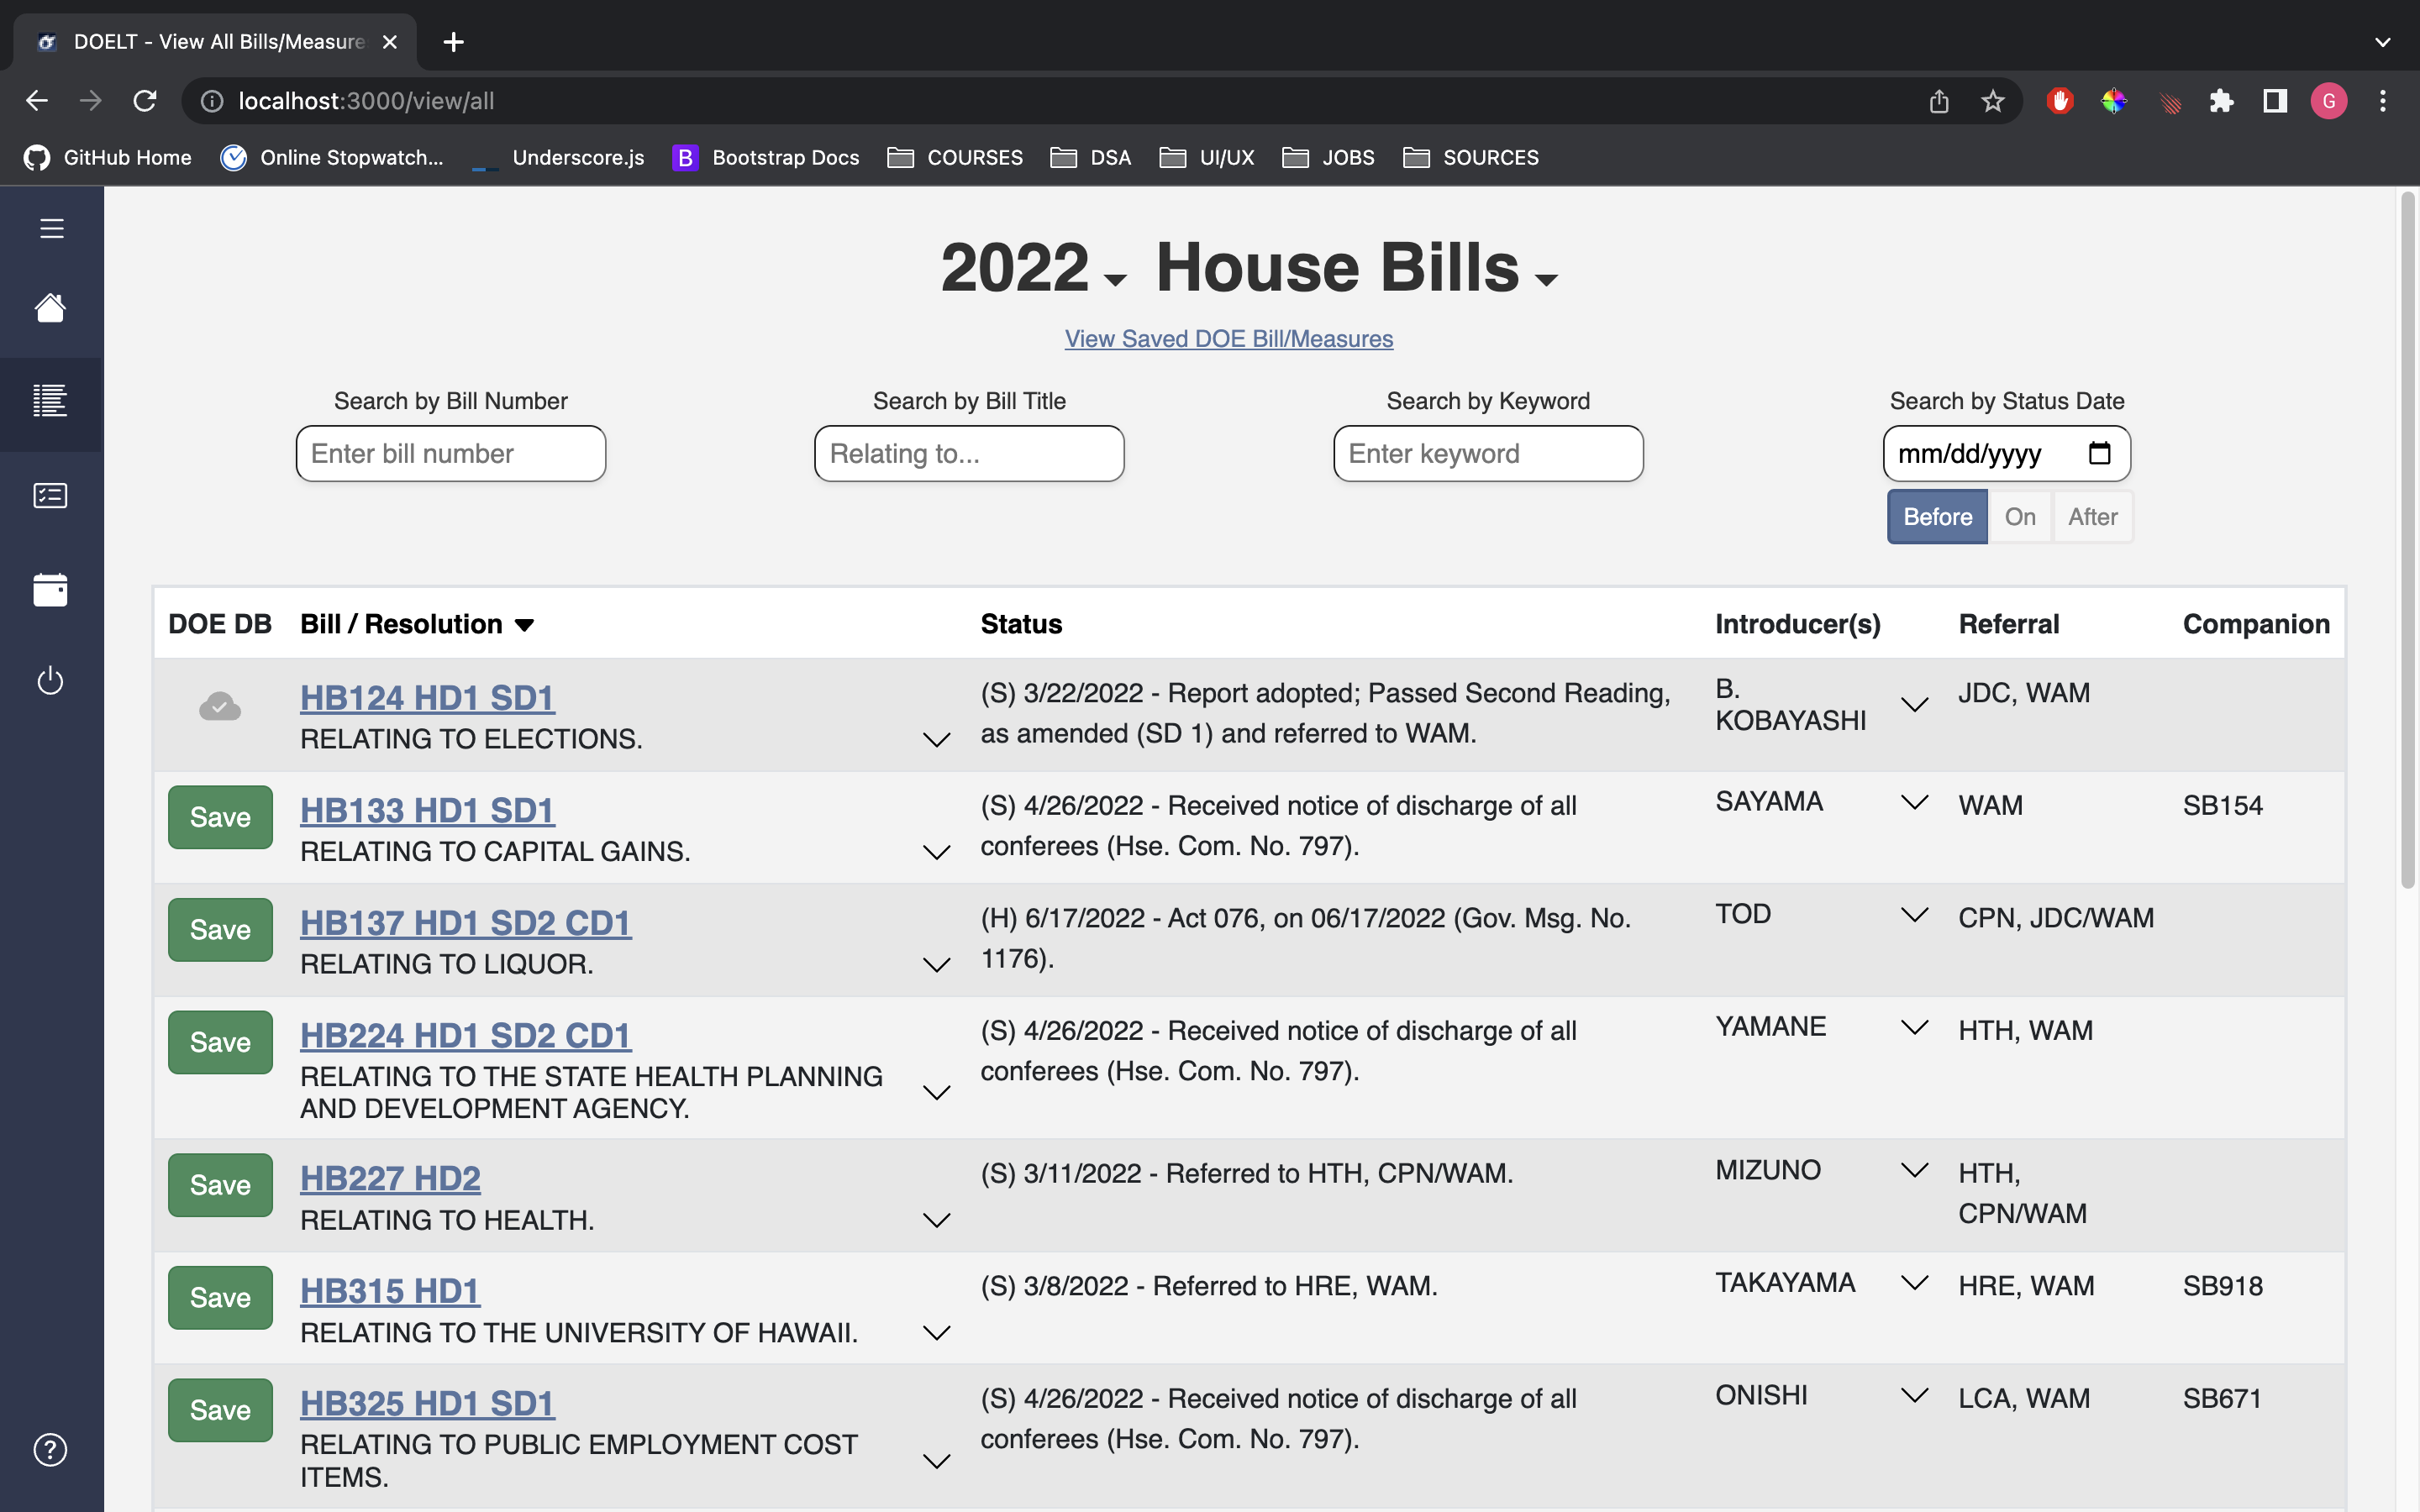 DOELT - View All Bills/Measure
localhost:3000/view/all
G
GitHub Home
Online Stopwatch...
Underscore.js
B Bootstrap Docs
COURSES
DSA
UI/UX
JOBS
SOURCES
2022 House Bills
View Saved DOE Bill/Measures
Search by Bill Number
Search by Bill Title
Search by Keyword
Search by Status Date
Enter bill number
Relating to...
Enter keyword
mm/dd/yyyy
Before On After
DOE DB Bill / Resolution Status Introducer(s) Referral Companion
HB124 HD1 SD1
RELATING TO ELECTIONS.
(S) 3/22/2022 - Report adopted; Passed Second Reading,
as amended (SD 1) and referred to WAM.
B.
KOBAYASHI
JDC, WAM
Save
HB133 HD1 SD1
RELATING TO CAPITAL GAINS.
(S) 4/26/2022 - Received notice of discharge of all
conferees (Hse. Com. No. 797).
SAYAMA
WAM
SB154
Save
HB137 HD1 SD2 CD1
RELATING TO LIQUOR.
(H) 6/17/2022 - Act 076, on 06/17/2022 (Gov. Msg. No.
1176).
TOD
CPN, JDC/WAM
Save
HB224 HD1 SD2 CD1
RELATING TO THE STATE HEALTH PLANNING
AND DEVELOPMENT AGENCY.
(S) 4/26/2022 - Received notice of discharge of all
conferees (Hse. Com. No. 797).
YAMANE
HTH, WAM
Save
HB227 HD2
RELATING TO HEALTH.
(S) 3/11/2022 - Referred to HTH, CPN/WAM.
MIZUNO
HTH,
CPN/WAM
Save
HB315 HD1
RELATING TO THE UNIVERSITY OF HAWAII.
(S) 3/8/2022 - Referred to HRE, WAM.
TAKAYAMA
HRE, WAM
SB918
Save
HB325 HD1 SD1
RELATING TO PUBLIC EMPLOYMENT COST
ITEMS.
(S) 4/26/2022 - Received notice of discharge of all
conferees (Hse. Com. No. 797).
ONISHI
LCA, WAM
SB671